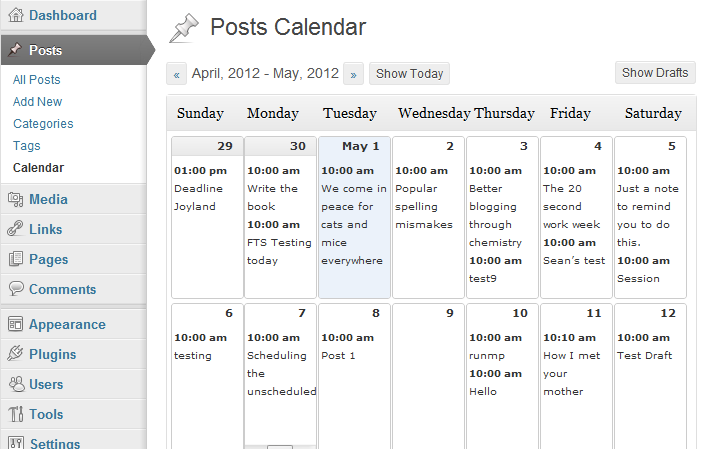 Dashboard
Posts
All Posts
Add New
Categories
Tags
Calendar
Media
Links
Pages
Comments
Appearance
Plugins
Users
Tools
Settings
Posts Calendar
« April, 2012 - May, 2012 » Show Today Show Drafts
Sunday Monday Tuesday Wednesday Thursday Friday Saturday
29
01:00 pm
Deadline
Joyland
30
10:00 am
Write the
book
10:00 am
FTS Testing
today
May 1
10:00 am
We come in
peace for
cats and
mice
everywhere
2
10:00 am
Popular
spelling
mismakes
3
10:00 am
Better
blogging
through
chemistry
10:00 am
test9
4
10:00 am
The 20
second
work week
10:00 am
Sean's test
5
10:00 am
Just a note
to remind
you to do
this.
10:00 am
Session
6
10:00 am
testing
7
10:00 am
Scheduling
the
unscheduled
8
10:00 am
Post 1
9
10
10:00 am
runmp
10:00 am
Hello
11
10:10 am
How I met
your
mother
12
10:00 am
Test Draft